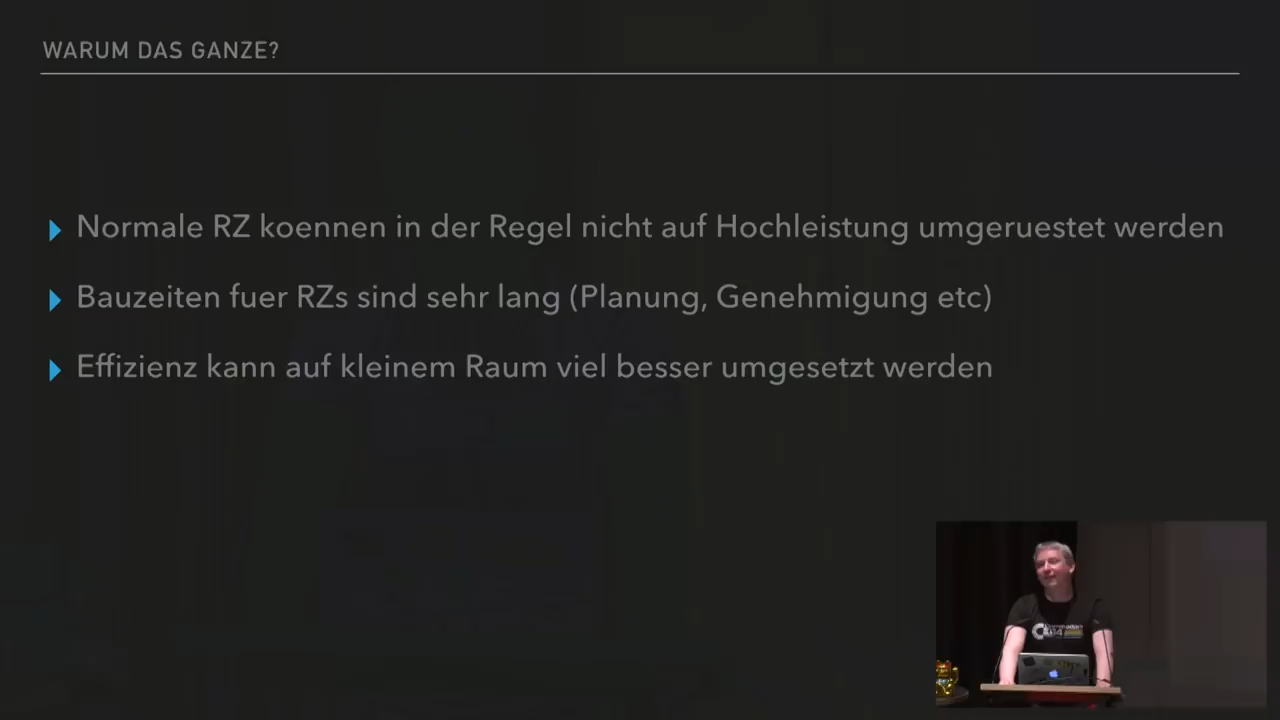 WARUM DAS GANZE?
Normale RZ koennen in der Regel nicht auf Hochleistung umgeruestet werden
Bauzeiten fuer RZs sind sehr lang (Planung, Genehmigung etc)
Effizienz kann auf kleinem Raum viel besser umgesetzt werden